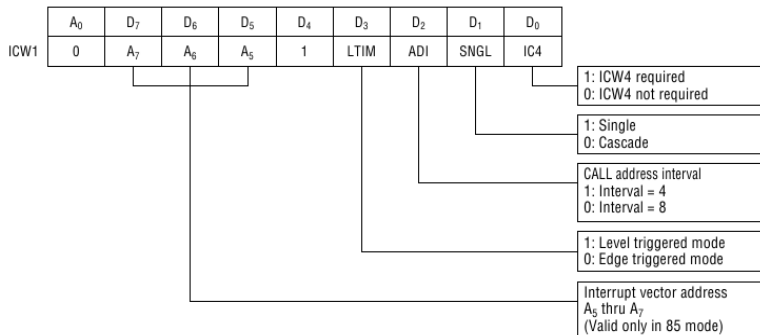 A₀ D₇ D₆ D₅ D₄ D₃ D₂ D₁ D₀
ICW1 0 A₇ A₆ A₅ 1 LTIM ADI SNGL IC4
1: ICW4 required
0: ICW4 not required
1: Single
0: Cascade
CALL address interval
1: Interval = 4
0: Interval = 8
1: Level triggered mode
0: Edge triggered mode
Interrupt vector address
A₅ thru A₇
(Valid only in 85 mode)